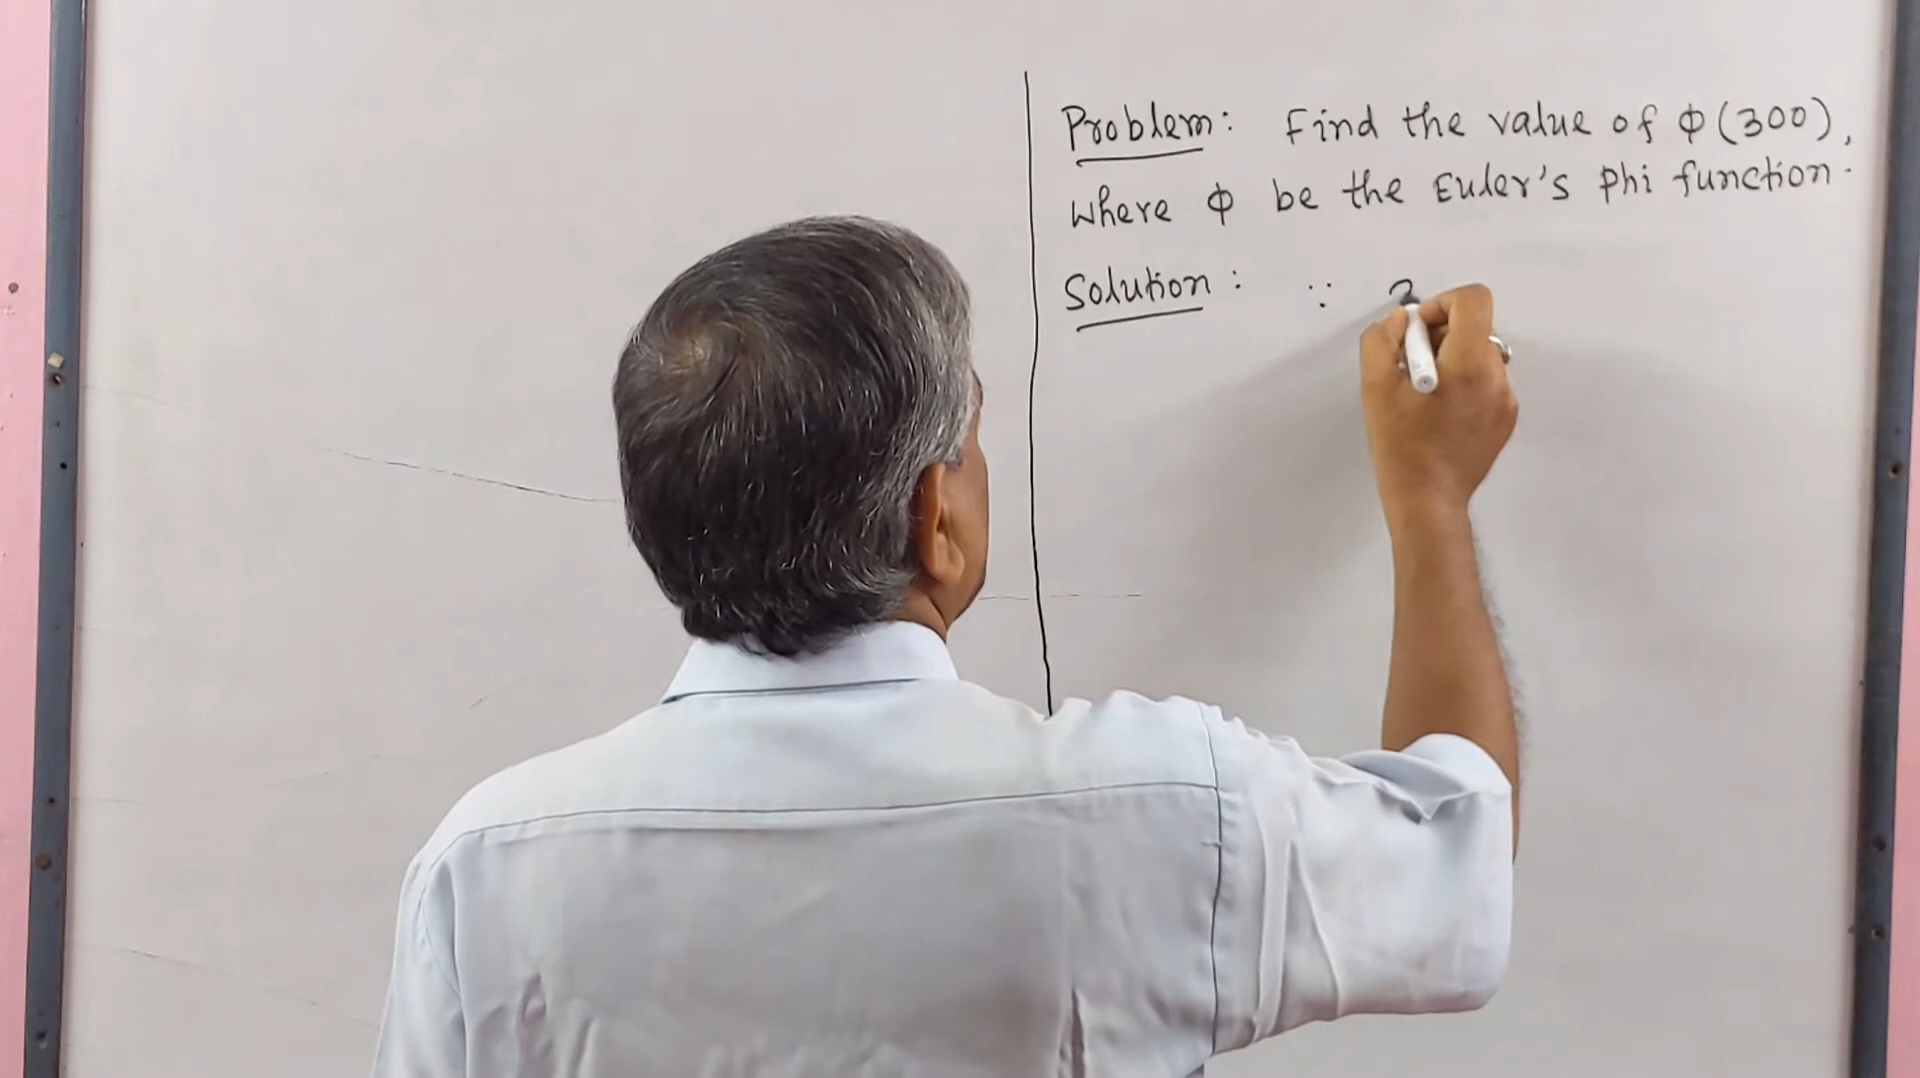 Problem: Find the value of φ(300),
where φ be the Euler's phi function.
Solution: ∵